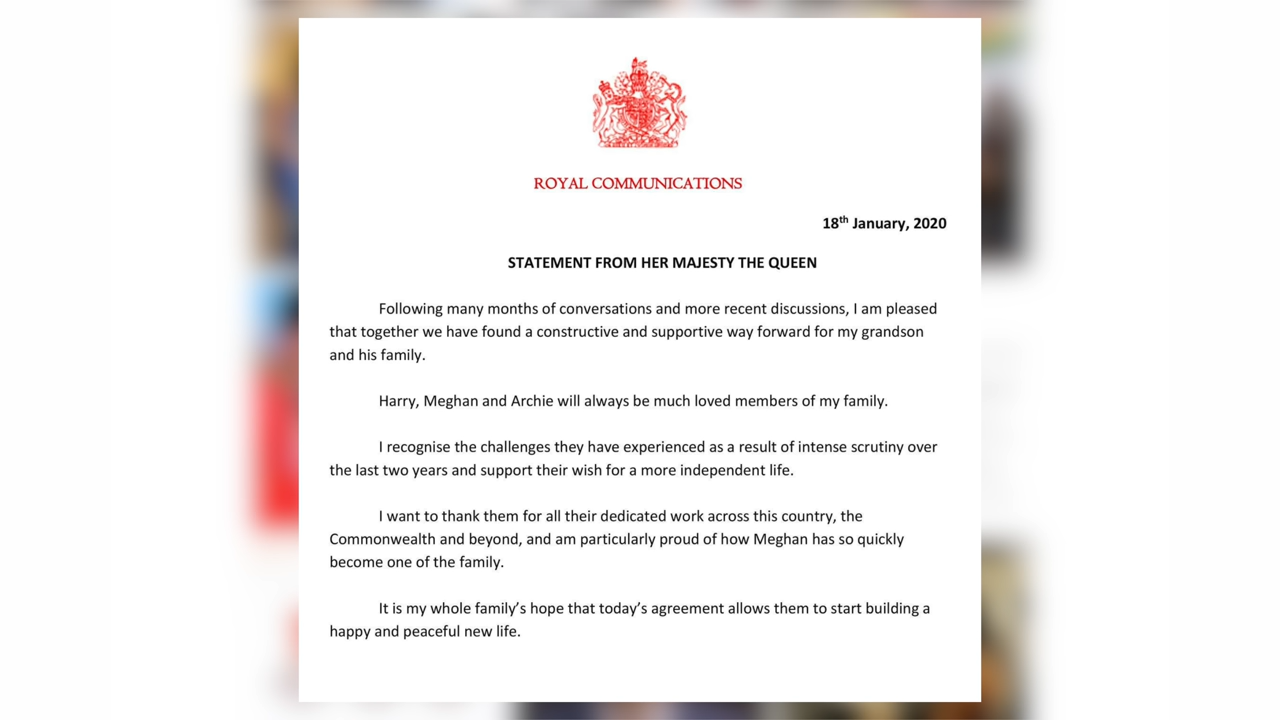 ROYAL COMMUNICATIONS
18th January, 2020
STATEMENT FROM HER MAJESTY THE QUEEN
Following many months of conversations and more recent discussions, I am pleased
that together we have found a constructive and supportive way forward for my grandson
and his family.
Harry, Meghan and Archie will always be much loved members of my family.
I recognise the challenges they have experienced as a result of intense scrutiny over
the last two years and support their wish for a more independent life.
I want to thank them for all their dedicated work across this country, the
Commonwealth and beyond, and am particularly proud of how Meghan has so quickly
become one of the family.
It is my whole family’s hope that today’s agreement allows them to start building a
happy and peaceful new life.